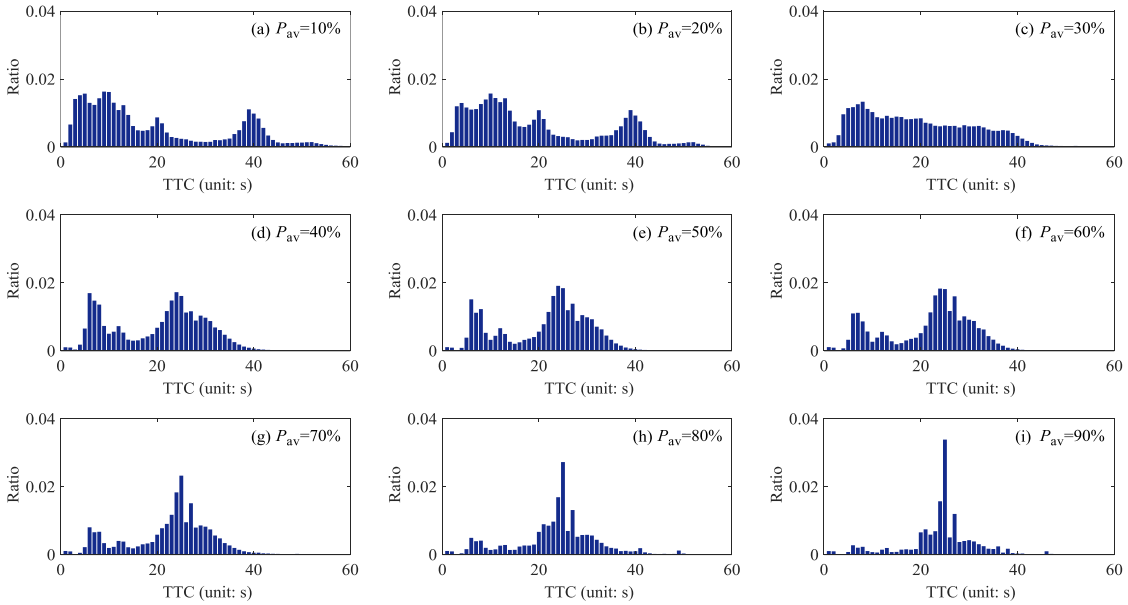 0.04
(a) Pav=10%
Ratio
0.02
0
0 20 40 60
TTC (unit: s)
0.04
(b) Pav=20%
Ratio
0.02
0
0 20 40 60
TTC (unit: s)
0.04
(c) Pav=30%
Ratio
0.02
0
0 20 40 60
TTC (unit: s)
0.04
(d) Pav=40%
Ratio
0.02
0
0 20 40 60
TTC (unit: s)
0.04
(e) Pav=50%
Ratio
0.02
0
0 20 40 60
TTC (unit: s)
0.04
(f) Pav=60%
Ratio
0.02
0
0 20 40 60
TTC (unit: s)
0.04
(g) Pav=70%
Ratio
0.02
0
0 20 40 60
TTC (unit: s)
0.04
(h) Pav=80%
Ratio
0.02
0
0 20 40 60
TTC (unit: s)
0.04
(i) Pav=90%
Ratio
0.02
0
0 20 40 60
TTC (unit: s)